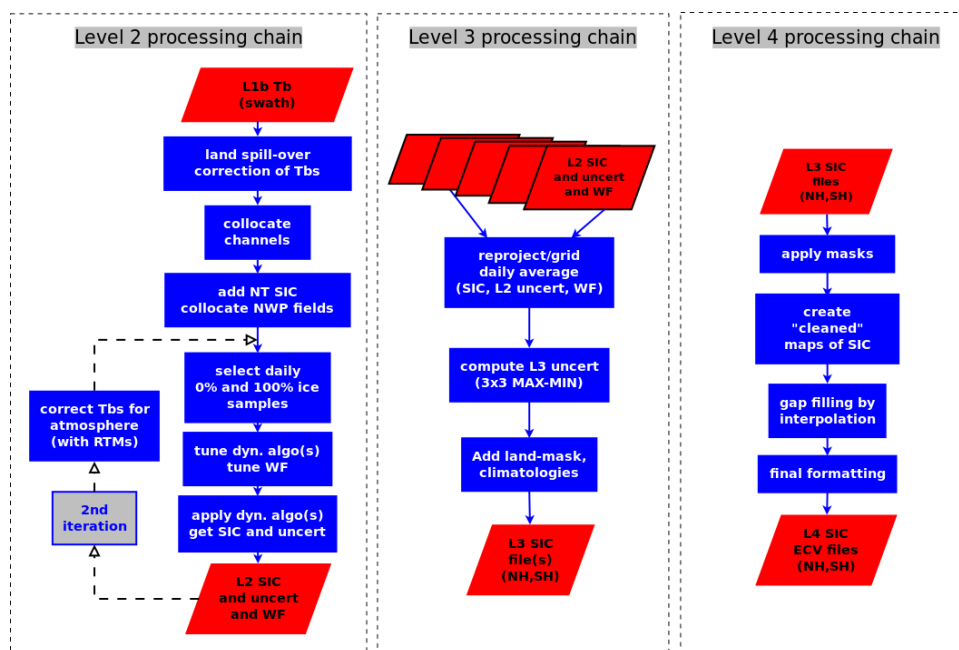 Level 2 processing chain
L1b Tb
(swath)
land spill-over
correction of Tbs
collocate
channels
add NT SIC
collocate NWP fields
select daily
0% and 100% ice
samples
correct Tbs for
atmosphere
(with RTMs)
tune dyn. algo(s)
tune WF
2nd
iteration
apply dyn. algo(s)
get SIC and uncert
L2 SIC
and uncert
and WF
Level 3 processing chain
L2 SIC
and uncert
and WF
reproject/grid
daily average
(SIC, L2 uncert, WF)
compute L3 uncert
(3x3 MAX-MIN)
Add land-mask,
climatologies
L3 SIC
file(s)
(NH,SH)
Level 4 processing chain
L3 SIC
files
(NH,SH)
apply masks
create
"cleaned"
maps of SIC
gap filling by
interpolation
final formatting
L4 SIC
ECV files
(NH,SH)